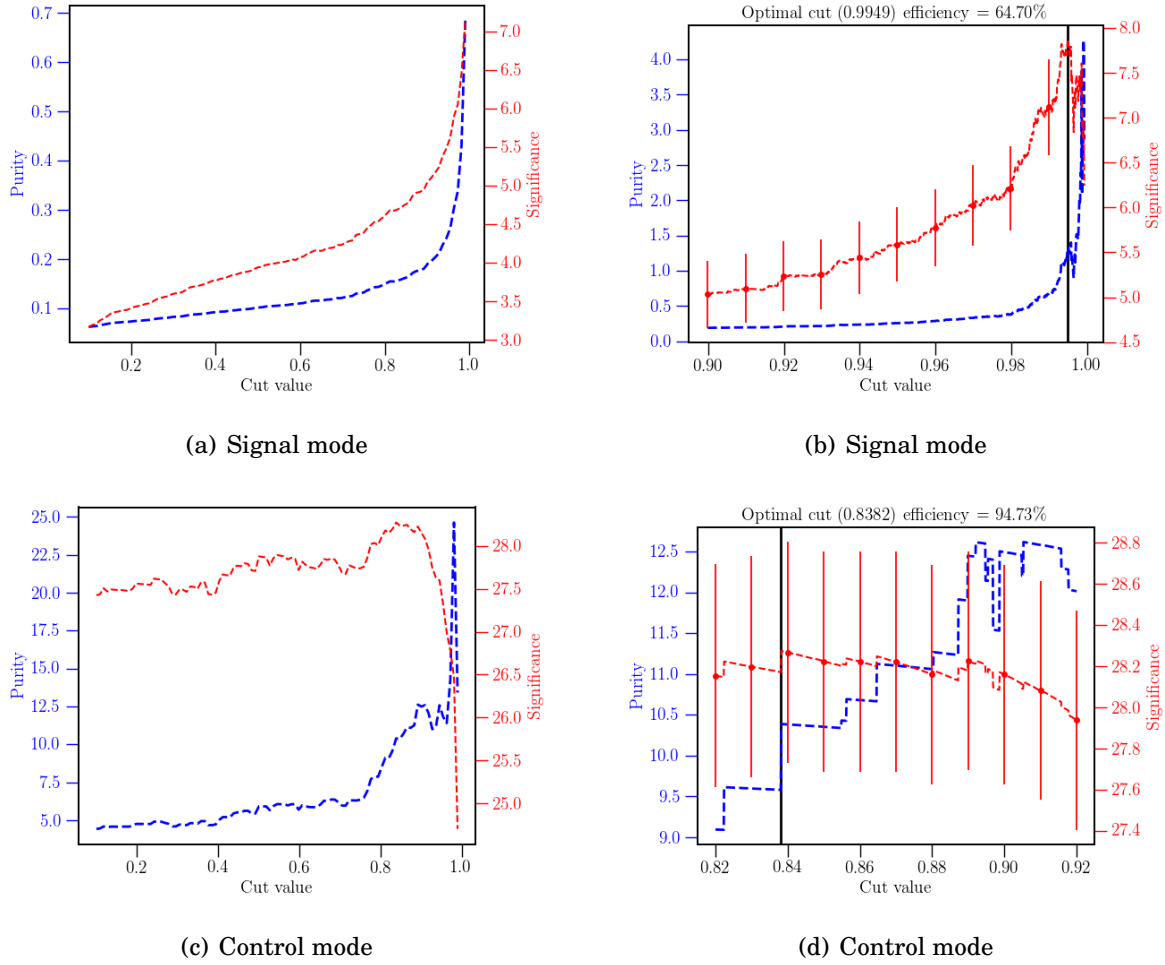 0.7
0.6
0.5
0.4
0.3
0.2
0.1
Purity
7.0
6.5
6.0
5.5
5.0
4.5
4.0
3.5
3.0
Significance
0.2 0.4 0.6 0.8 1.0
Cut value
(a) Signal mode
Optimal cut (0.9949) efficiency = 64.70%
4.0
3.5
3.0
2.5
2.0
1.5
1.0
0.5
0.0
Purity
8.0
7.5
7.0
6.5
6.0
5.5
5.0
4.5
Significance
0.90 0.92 0.94 0.96 0.98 1.00
Cut value
(b) Signal mode
25.0
22.5
20.0
17.5
15.0
12.5
10.0
7.5
5.0
Purity
28.0
27.5
27.0
26.5
26.0
25.5
25.0
Significance
0.2 0.4 0.6 0.8 1.0
Cut value
(c) Control mode
Optimal cut (0.8382) efficiency = 94.73%
12.5
12.0
11.5
11.0
10.5
10.0
9.5
9.0
Purity
28.8
28.6
28.4
28.2
28.0
27.8
27.6
27.4
Significance
0.82 0.84 0.86 0.88 0.90 0.92
Cut value
(d) Control mode